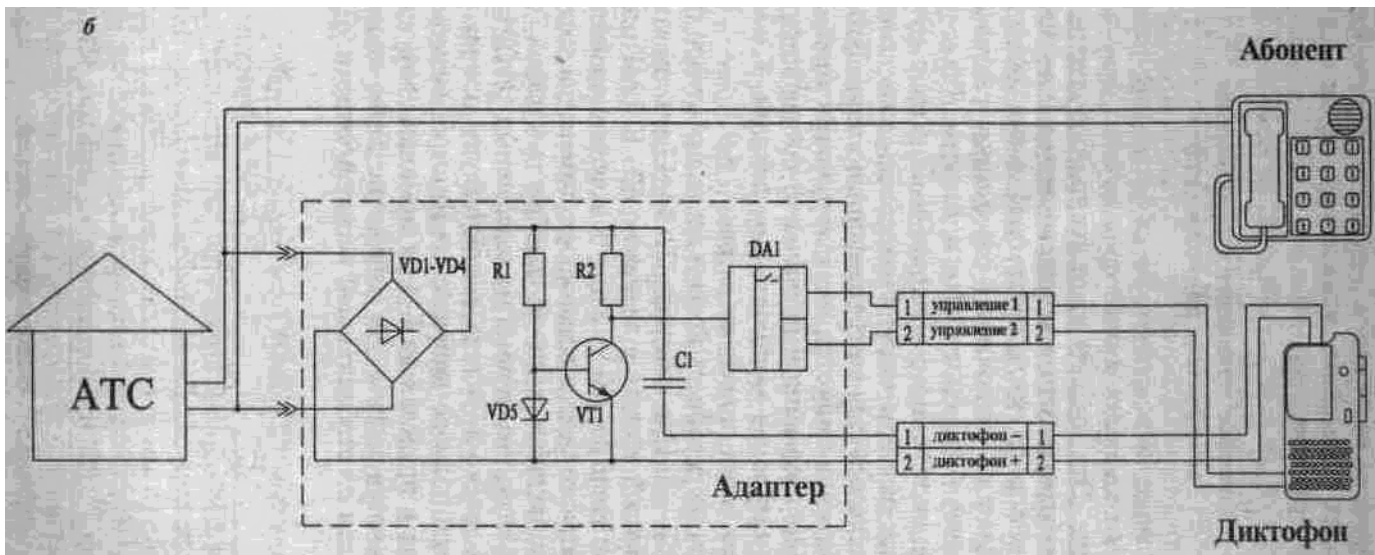 б
Абонент
АТС
VD1-VD4
R1
R2
DA1
VD5
VT1
C1
1 управление 1 1
2 управление 2 2
1 диктофон – 1
2 диктофон + 2
Адаптер
Диктофон